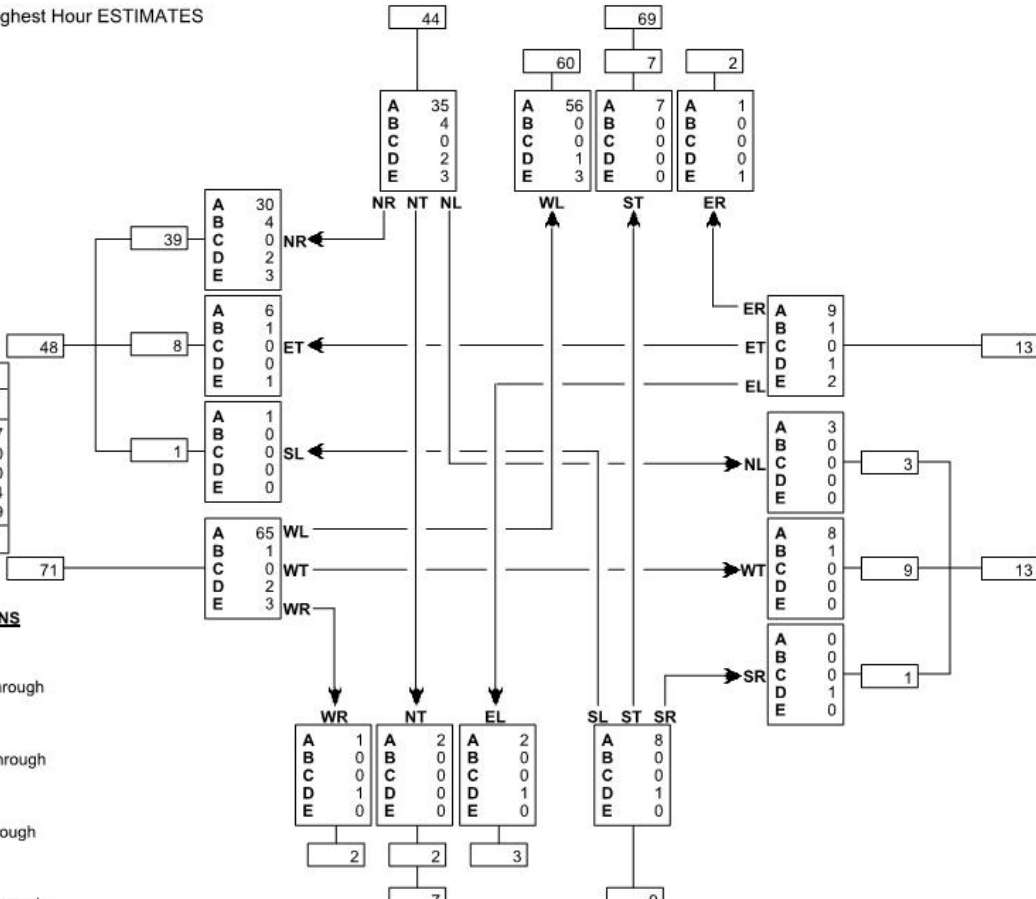 ghest Hour ESTIMATES
44
69
60
7
2
A 35
B 4
C 0
D 2
E 3
A 56
B 0
C 0
D 1
E 3
A 7
B 0
C 0
D 0
E 0
A 1
B 0
C 0
D 0
E 1
NR NT NL
WL
ST
ER
39
A 30
B 4
C 0
D 2
E 3
NR
48
8
A 6
B 1
C 0
D 0
E 1
ET
ER
ET
EL
A 9
B 1
C 0
D 1
E 2
13
1
A 1
B 0
C 0
D 0
E 0
SL
NL
A 3
B 0
C 0
D 0
E 0
3
71
A 65
B 1
C 0
D 2
E 3
WL
WT
WR
WT
A 8
B 1
C 0
D 0
E 0
9
13
NS
rough
SR
A 0
B 0
C 0
D 1
E 0
1
WR
NT
EL
SL ST SR
A 1
B 0
C 0
D 1
E 0
A 2
B 0
C 0
D 0
E 0
A 2
B 0
C 0
D 1
E 0
A 8
B 0
C 0
D 1
E 0
hrough
ough
2
2
3
7
9